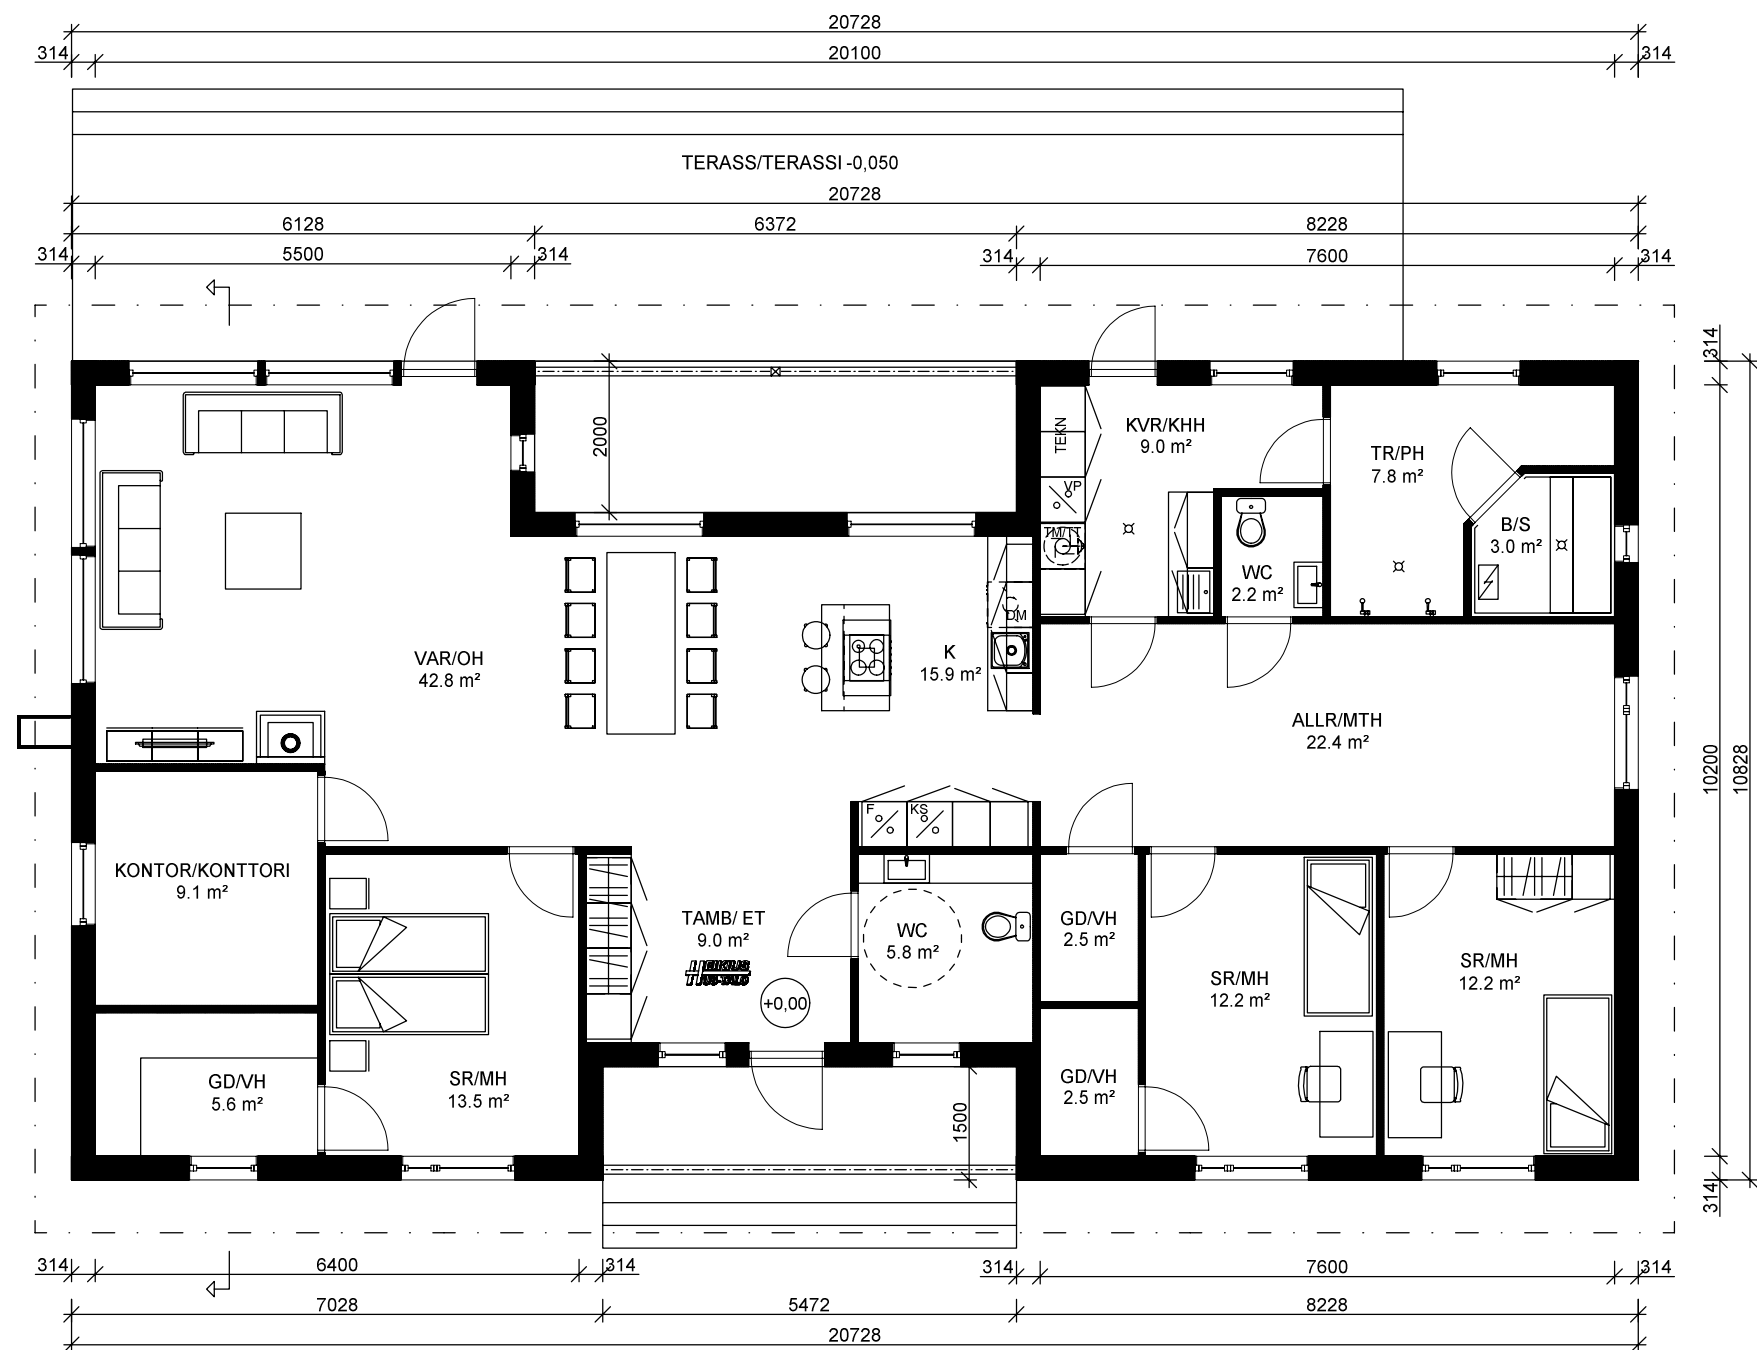 20728
314 20100 314
TERASS/TERASSI -0,050
20728
6128 6372 8228
314 5500 314 314 7600 314
314
2000
TEKN
KVR/KHH
9.0 m²
TR/PH
7.8 m²
VP
TM/TT
B/S
3.0 m²
WC
2.2 m²
DM
VAR/OH
42.8 m²
K
15.9 m²
ALLR/MTH
22.4 m²
10200
10828
F KS
KONTOR/KONTTORI
9.1 m²
TAMB/ ET
9.0 m²
WC
5.8 m²
GD/VH
2.5 m²
SR/MH
12.2 m²
SR/MH
12.2 m²
+0,00
GD/VH
5.6 m²
SR/MH
13.5 m²
GD/VH
2.5 m²
1500
314
314 6400 314 314 7600 314
7028 5472 8228
20728